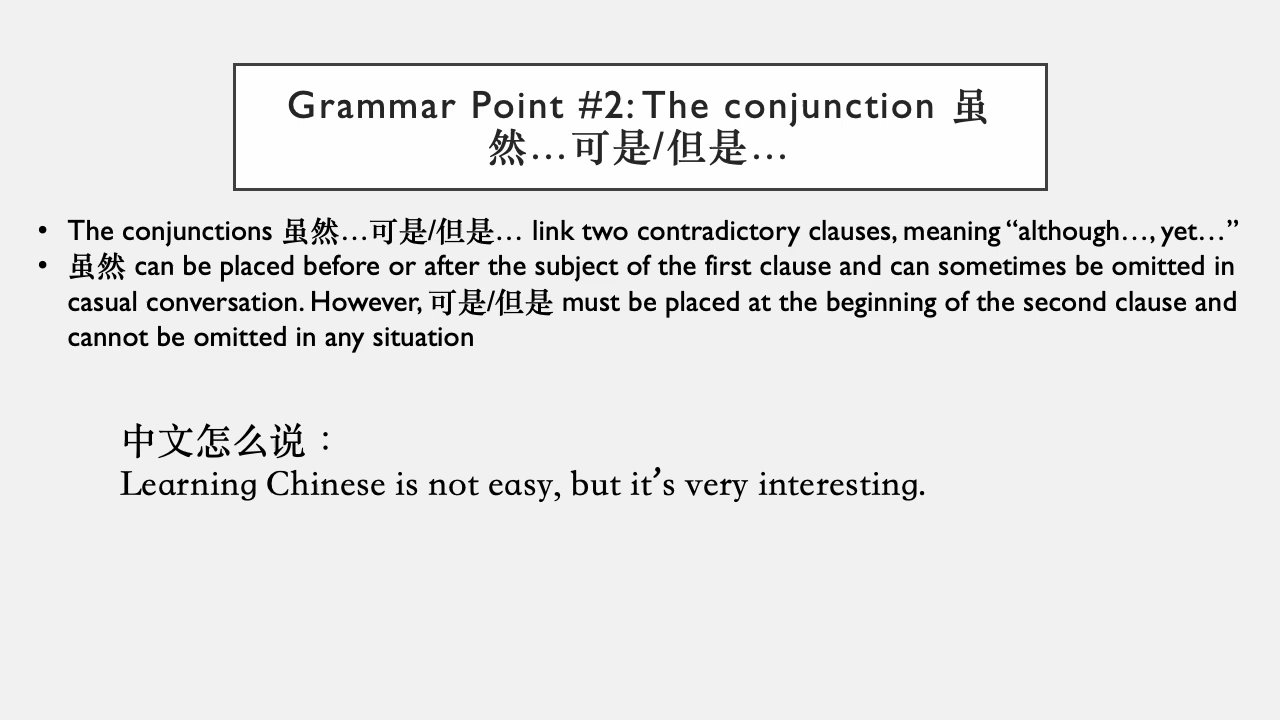 Grammar Point #2: The conjunction 虽
然…可是/但是…
• The conjunctions 虽然…可是/但是… link two contradictory clauses, meaning “although…, yet…”
• 虽然 can be placed before or after the subject of the first clause and can sometimes be omitted in
casual conversation. However, 可是/但是 must be placed at the beginning of the second clause and
cannot be omitted in any situation
中文怎么说：
Learning Chinese is not easy, but it’s very interesting.